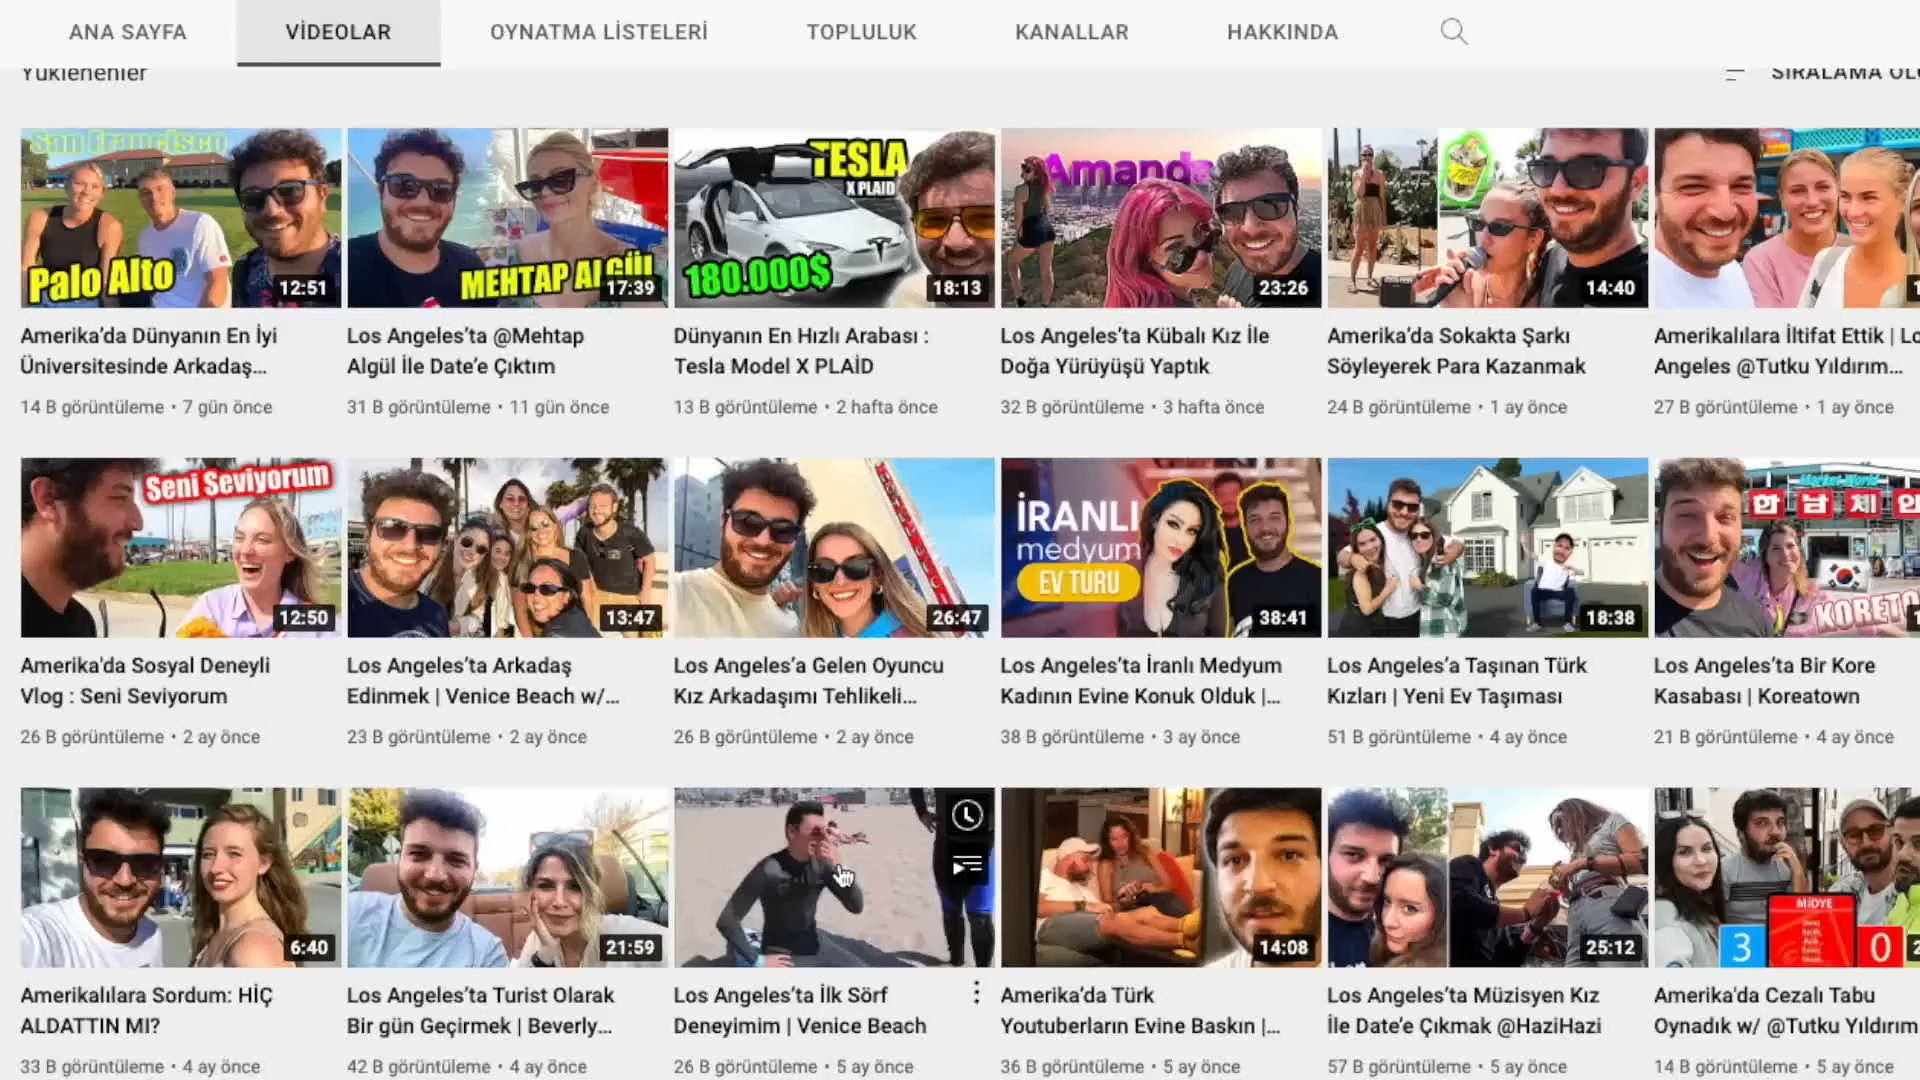 ANA SAYFA
VİDEOLAR
OYNATMA LİSTELERİ
TOPLULUK
KANALLAR
HAKKINDA
Yüklenenler
SIRALAMA
San Francisco
Palo Alto
12:51
MEHTAP ALGÜL
17:39
TESLA
X PLAID
180.000$
18:13
Amanda
23:26
14:40
Amerika’da Dünyanın En İyi
Üniversitesinde Arkadaş...
14 B görüntüleme • 7 gün önce
Los Angeles’ta @Mehtap
Algül İle Date’e Çıktım
31 B görüntüleme • 11 gün önce
Dünyanın En Hızlı Arabası :
Tesla Model X PLAİD
13 B görüntüleme • 2 hafta önce
Los Angeles’ta Kübalı Kız İle
Doğa Yürüyüşü Yaptık
32 B görüntüleme • 3 hafta önce
Amerika’da Sokakta Şarkı
Söyleyerek Para Kazanmak
24 B görüntüleme • 1 ay önce
Amerikalılara İltifat Ettik | Lo
Angeles @Tutku Yıldırım...
27 B görüntüleme • 1 ay önce
Seni Seviyorum
12:50
13:47
26:47
İRANLI
medyum
EV TURU
38:41
18:38
Market World
한 남 체 인
KORETO
Amerika'da Sosyal Deneyli
Vlog : Seni Seviyorum
26 B görüntüleme • 2 ay önce
Los Angeles’ta Arkadaş
Edinmek | Venice Beach w/...
23 B görüntüleme • 2 ay önce
Los Angeles’a Gelen Oyuncu
Kız Arkadaşımı Tehlikeli...
26 B görüntüleme • 2 ay önce
Los Angeles’ta İranlı Medyum
Kadının Evine Konuk Olduk |...
38 B görüntüleme • 3 ay önce
Los Angeles’a Taşınan Türk
Kızları | Yeni Ev Taşıması
51 B görüntüleme • 4 ay önce
Los Angeles’ta Bir Kore
Kasabası | Koreatown
21 B görüntüleme • 4 ay önce
6:40
21:59
14:08
25:12
MİDYE
3
0
Amerikalılara Sordum: HİÇ
ALDATTIN MI?
33 B görüntüleme • 4 ay önce
Los Angeles’ta Turist Olarak
Bir gün Geçirmek | Beverly...
42 B görüntüleme • 4 ay önce
Los Angeles’ta İlk Sörf
Deneyimim | Venice Beach
26 B görüntüleme • 5 ay önce
Amerika’da Türk
Youtuberların Evine Baskın |...
36 B görüntüleme • 5 ay önce
Los Angeles’ta Müzisyen Kız
İle Date’e Çıkmak @HaziHazi
57 B görüntüleme • 5 ay önce
Amerika'da Cezalı Tabu
Oynadık w/ @Tutku Yıldırım
14 B görüntüleme • 5 ay önce